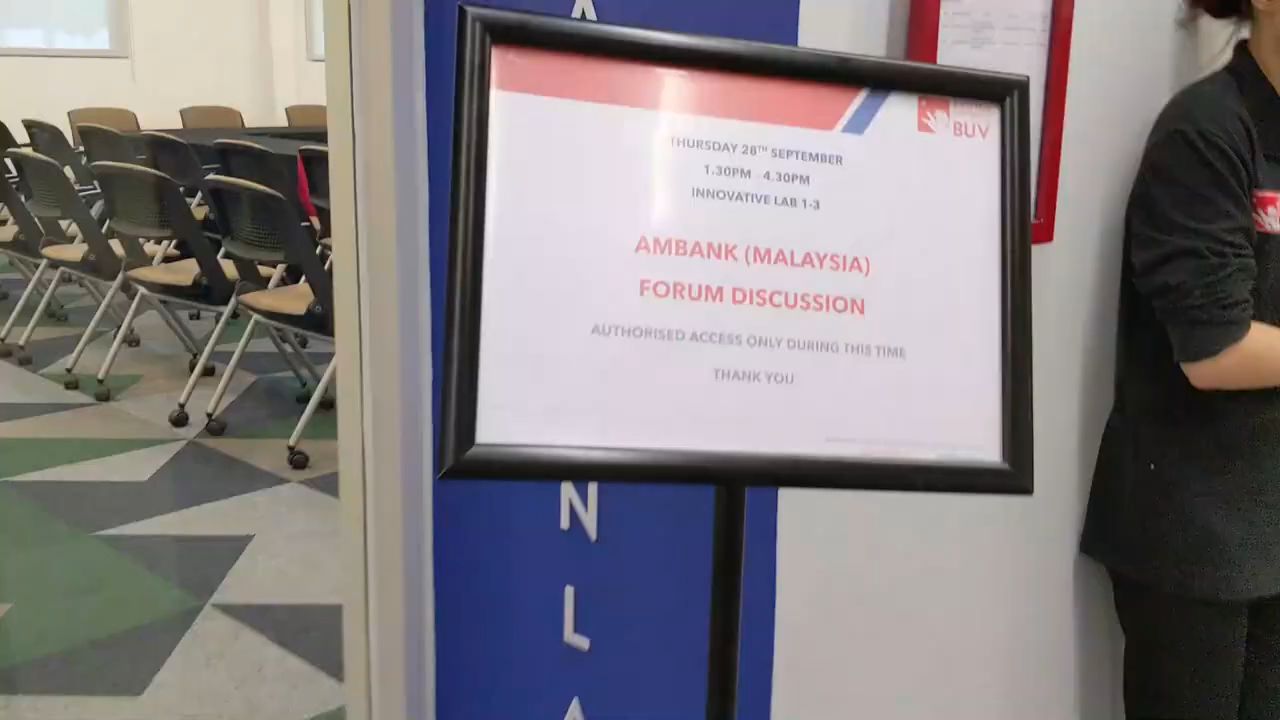 BUV
THURSDAY 28TH SEPTEMBER
1.30PM - 4.30PM
INNOVATIVE LAB 1-3
AMBANK (MALAYSIA)
FORUM DISCUSSION
AUTHORISED ACCESS ONLY DURING THIS TIME
THANK YOU
A
N
L
A